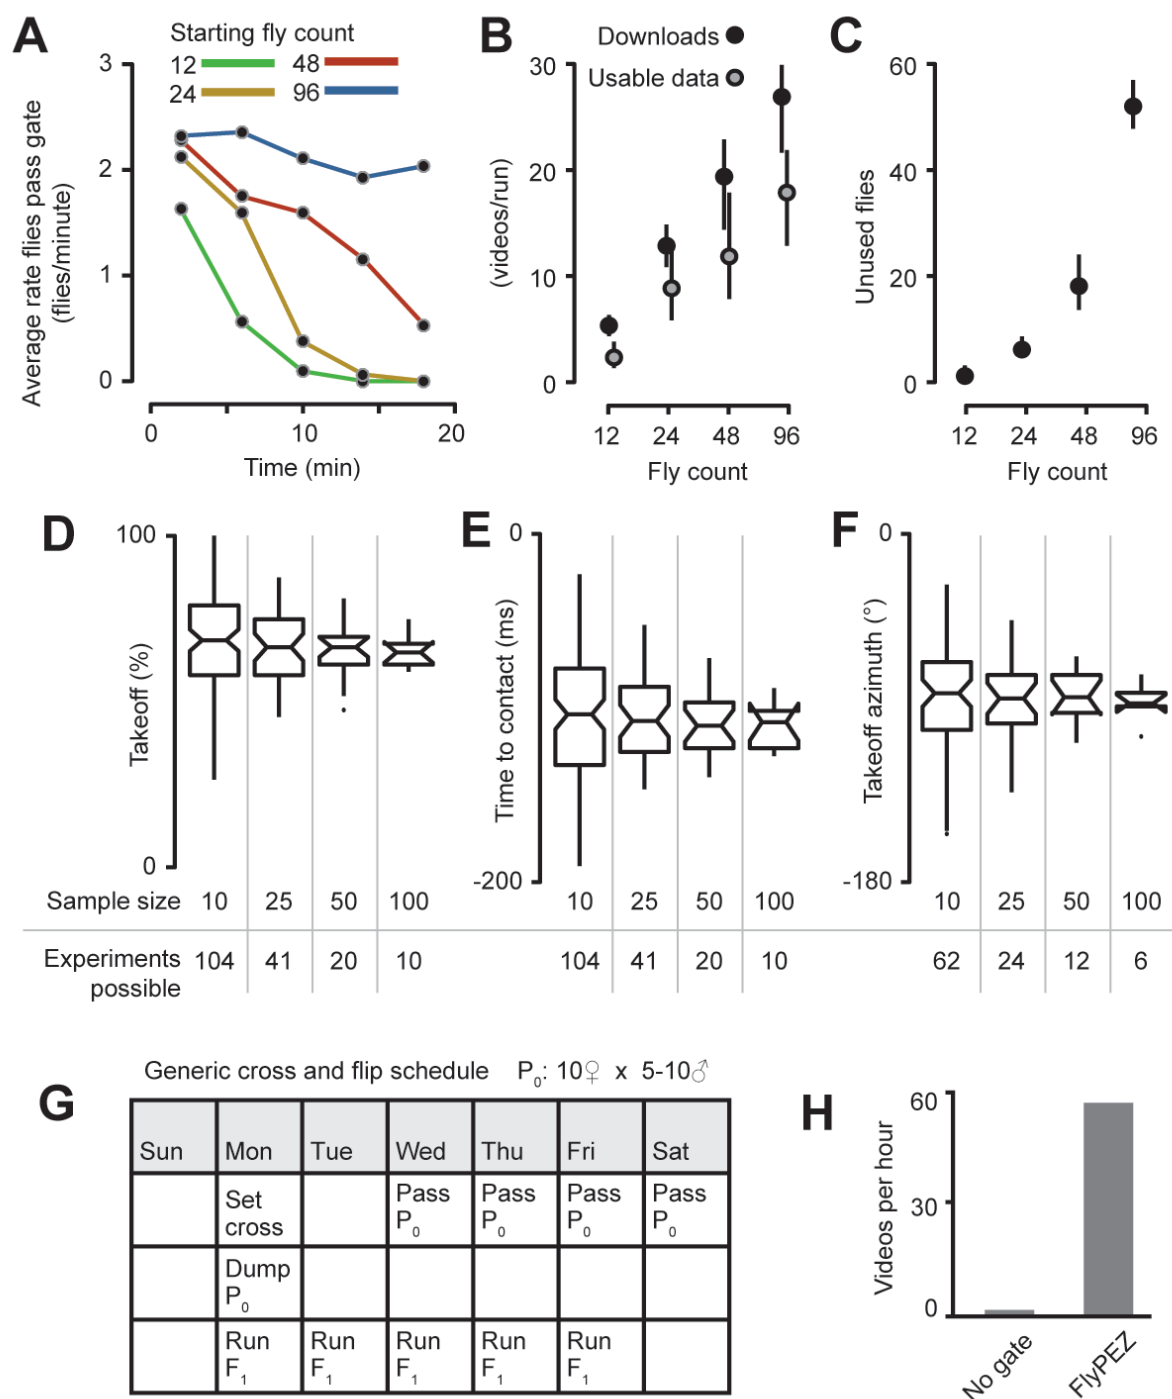 A
Starting fly count
12
48
24
96
Average rate flies pass gate
(flies/minute)
3
2
1
0
0
10
20
Time (min)
B
Downloads
Usable data
(videos/run)
30
20
10
0
12
24
48
96
Fly count
C
Unused flies
60
40
20
0
12
24
48
96
Fly count
D
Takeoff (%)
100
0
E
Time to contact (ms)
0
-200
F
Takeoff azimuth (°)
0
-180
Sample size
10
25
50
100
10
25
50
100
10
25
50
100
Experiments
possible
104
41
20
10
104
41
20
10
62
24
12
6
G
Generic cross and flip schedule P₀: 10♀ x 5-10♂
Sun
Mon
Tue
Wed
Thu
Fri
Sat
Set
cross
Pass
P₀
Pass
P₀
Pass
P₀
Pass
P₀
Dump
P₀
Run
F₁
Run
F₁
Run
F₁
Run
F₁
Run
F₁
H
Videos per hour
60
30
0
No gate
FlyPEZ